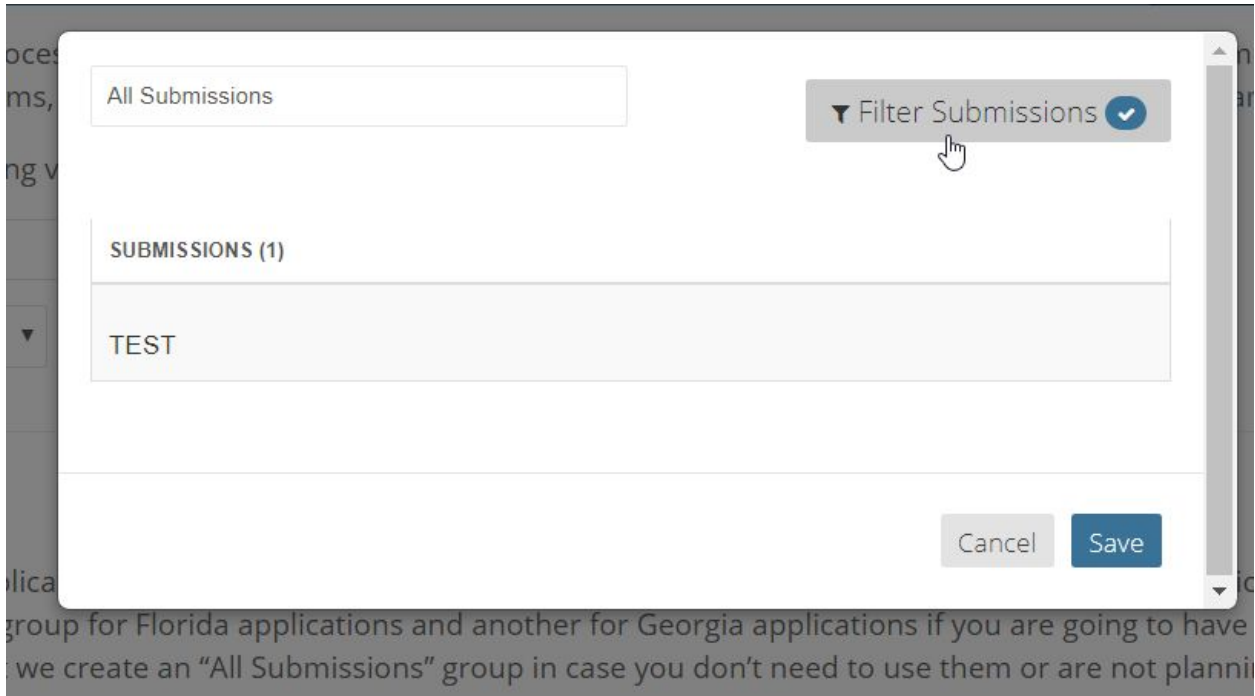 ms,
All Submissions
Filter Submissions
ng v
SUBMISSIONS (1)
TEST
Cancel Save
group for Florida applications and another for Georgia applications if you are going to have
we create an “All Submissions” group in case you don’t need to use them or are not planni